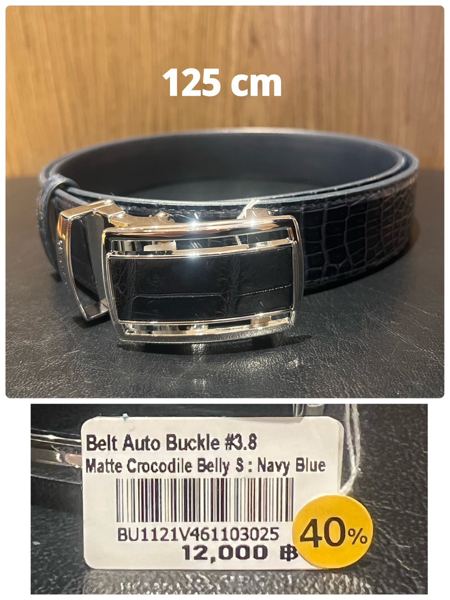 125 cm
Belt Auto Buckle #3.8
Matte Crocodile Belly S : Navy Blue
BU1121V461103025
12,000 ฿
40%